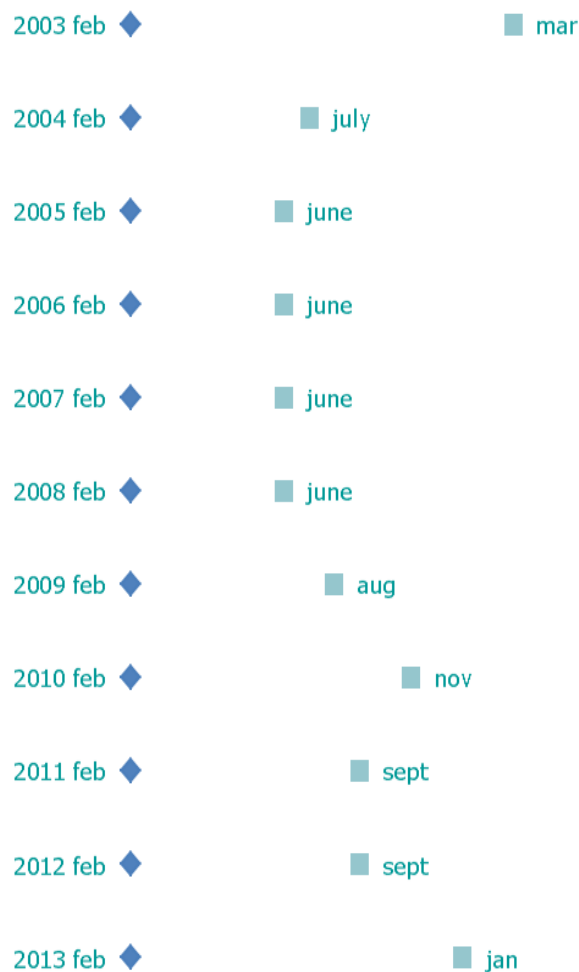 2003 feb mar
2004 feb july
2005 feb june
2006 feb june
2007 feb june
2008 feb june
2009 feb aug
2010 feb nov
2011 feb sept
2012 feb sept
2013 feb jan